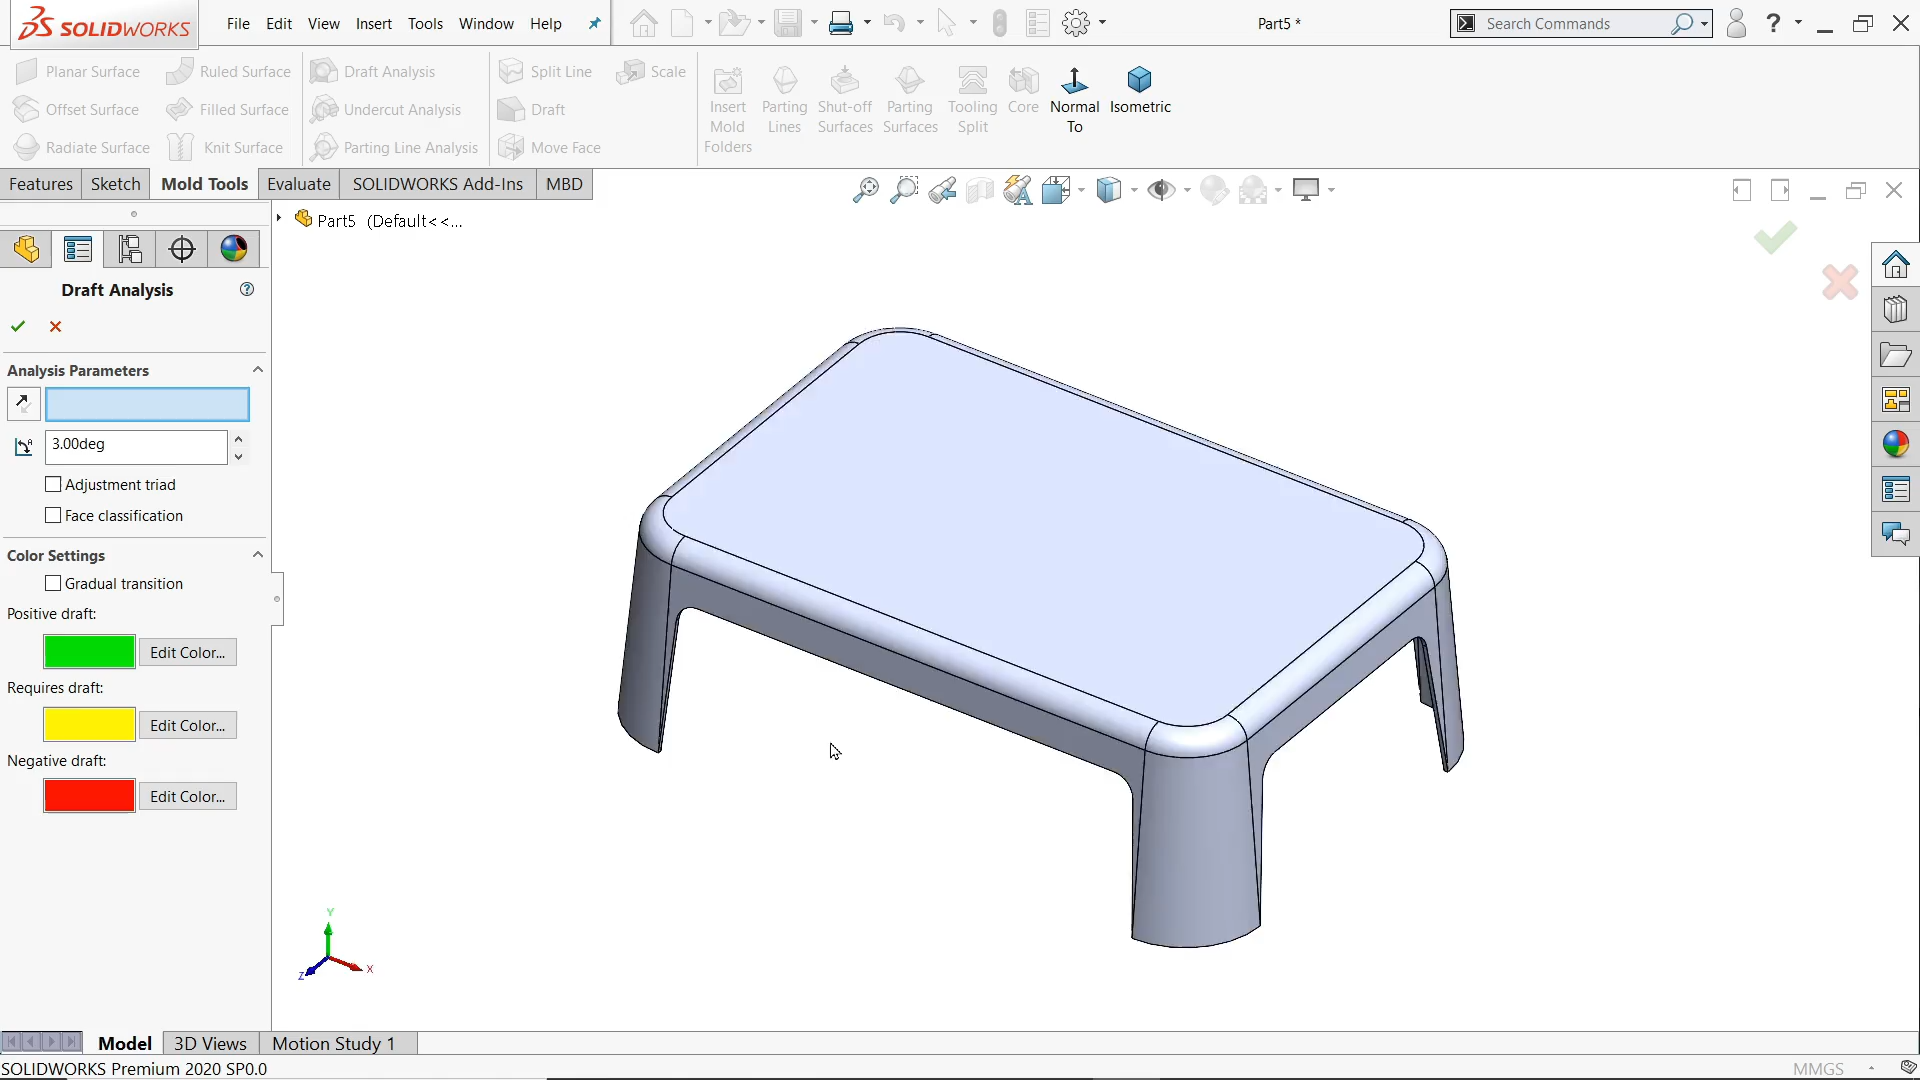 SOLIDWORKS File Edit View Insert Tools Window Help Part5 * Search Commands ?
Planar Surface Ruled Surface Draft Analysis Split Line Scale
Offset Surface Filled Surface Undercut Analysis Draft
Radiate Surface Knit Surface Parting Line Analysis Move Face
Insert Mold Folders
Parting Lines
Shut-off Surfaces
Parting Surfaces
Tooling Split
Core
Normal To
Isometric
Features Sketch Mold Tools Evaluate SOLIDWORKS Add-Ins MBD
Part5 (Default<<...
Draft Analysis
Analysis Parameters
3.00deg
Adjustment triad
Face classification
Color Settings
Gradual transition
Positive draft:
Edit Color...
Requires draft:
Edit Color...
Negative draft:
Edit Color...
Y
X
Z
Model 3D Views Motion Study 1
SOLIDWORKS Premium 2020 SP0.0 MMGS